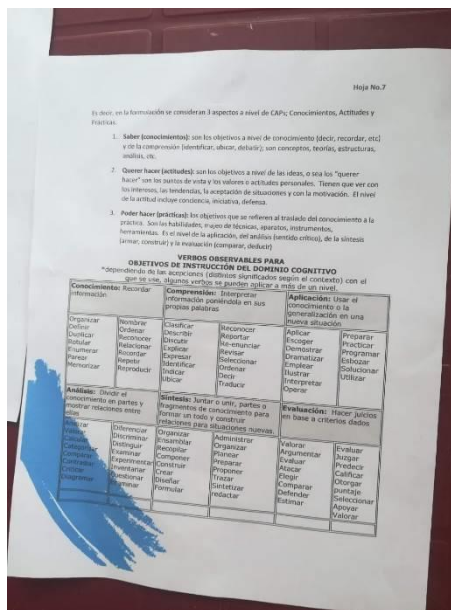 Hoja No.7
Es decir, en la formulación se consideran 3 aspectos a nivel de CAPs; Conocimientos, Actitudes y
Prácticas.
1. Saber (conocimientos): son los objetivos a nivel de conocimiento (decir, recordar, etc)
y de la comprensión (identificar, ubicar, debatir); son conceptos, teorías, estructuras,
análisis, etc.
2. Querer hacer (actitudes): son los objetivos a nivel de las ideas, o sea los "querer
hacer" son los puntos de vista y los valores o actitudes personales. Tienen que ver con
los intereses, las tendencias, la aceptación de situaciones y con la motivación. El nivel
de la actitud incluye conciencia, iniciativa, defensa.
3. Poder hacer (prácticas): los objetivos que se refieren al traslado del conocimiento a la
práctica. Son las habilidades, manejo de técnicas, aparatos, instrumentos,
herramientas. Es el nivel de la aplicación, del análisis (sentido crítico), de la síntesis
(armar, construir) y la evaluación (comparar, deducir)
VERBOS OBSERVABLES PARA
OBJETIVOS DE INSTRUCCIÓN DEL DOMINIO COGNITIVO
*dependiendo de las acepciones (distintos significados según el contexto) con el
que se use, algunos verbos se pueden aplicar a más de un nivel.
Conocimiento: Recordar
información
Organizar
Definir
Duplicar
Rotular
Enumerar
Parear
Memorizar
Nombrar
Ordenar
Reconocer
Relacionar
Recordar
Repetir
Reproducir
Comprensión: Interpretar
información poniéndola en sus
propias palabras
Clasificar
Describir
Discutir
Explicar
Expresar
Identificar
Indicar
Ubicar
Reconocer
Reportar
Re-enunciar
Revisar
Seleccionar
Ordenar
Decir
Traducir
Aplicación: Usar el
conocimiento o la
generalización en una
nueva situación
Aplicar
Escoger
Demostrar
Dramatizar
Emplear
Ilustrar
Interpretar
Operar
Preparar
Practicar
Programar
Esbozar
Solucionar
Utilizar
Análisis: Dividir el
conocimiento en partes y
mostrar relaciones entre
ellas
Analizar
Calcular
Categorizar
Comparar
Contrastar
Criticar
Diagramar
Diferenciar
Discriminar
Distinguir
Examinar
Experimentar
Inventariar
Cuestionar
Examinar
Síntesis: Juntar o unir, partes o
fragmentos de conocimiento para
formar un todo y construir
relaciones para situaciones nuevas.
Organizar
Ensamblar
Recopilar
Componer
Construir
Crear
Diseñar
Formular
Administrar
Organizar
Planear
Preparar
Proponer
Trazar
Sintetizar
redactar
Evaluación: Hacer juicios
en base a criterios dados
Valorar
Argumentar
Evaluar
Atacar
Elegir
Comparar
Defender
Estimar
Evaluar
Juzgar
Predecir
Calificar
Otorgar
puntaje
Seleccionar
Apoyar
Valorar